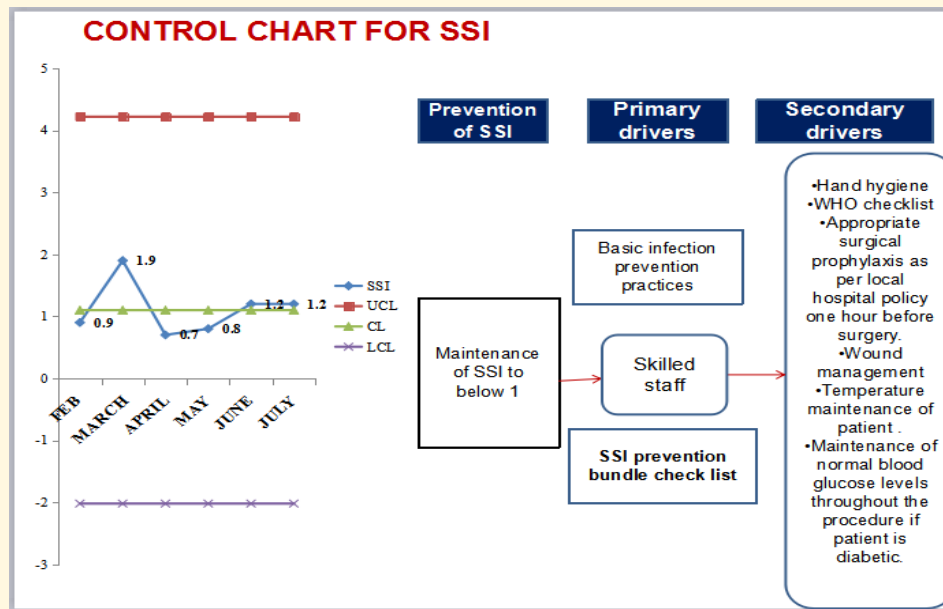 CONTROL CHART FOR SSI
5
4
3
2
1
0
-1
-2
-3
0.9
1.9
0.7
0.8
1.2
1.2
FEB
MARCH
APRIL
MAY
JUNE
JULY
SSI
UCL
CL
LCL
Prevention
of SSI
Maintenance
of SSI to
below 1
Primary
drivers
Basic infection
prevention
practices
Skilled
staff
SSI prevention
bundle check list
Secondary
drivers
•Hand hygiene
•WHO checklist
•Appropriate
surgical
prophylaxis as
per local
hospital policy
one hour before
surgery.
•Wound
management
•Temperature
maintenance of
patient .
•Maintenance of
normal blood
glucose levels
throughout the
procedure if
patient is
diabetic.